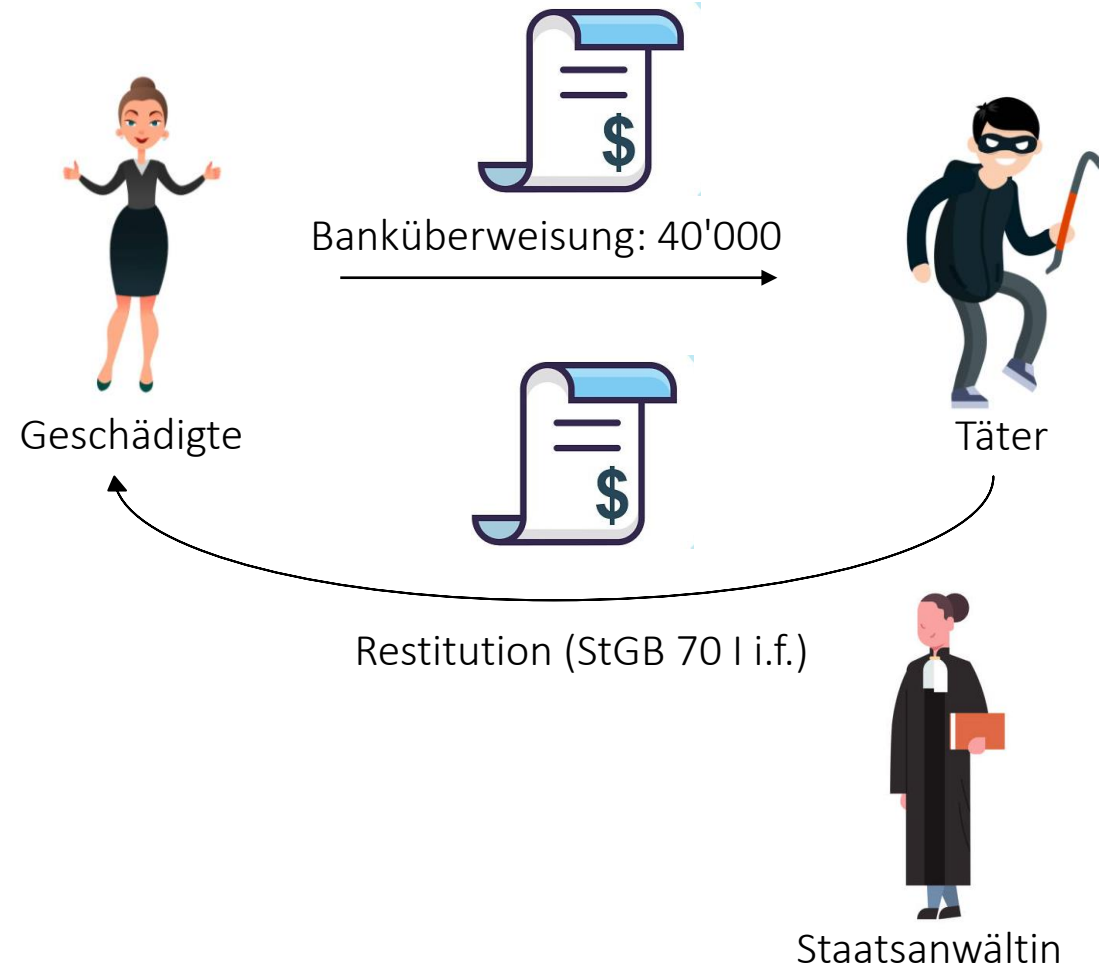 $
Banküberweisung: 40'000
Geschädigte
Täter
$
Restitution (StGB 70 I i.f.)
Staatsanwältin